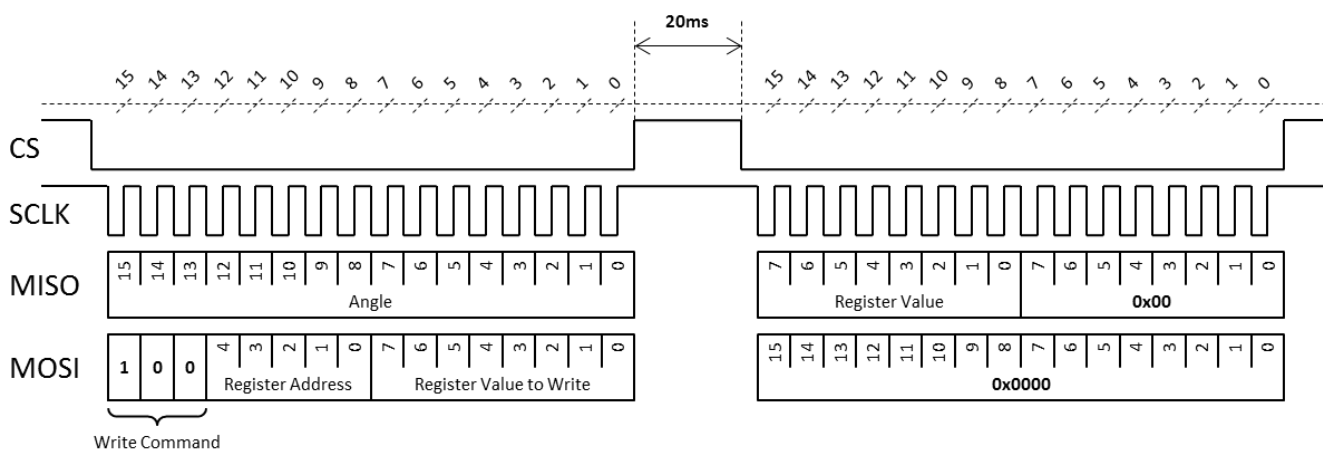 20ms
15 14 13 12 11 10 9 8 7 6 5 4 3 2 1 0 15 14 13 12 11 10 9 8 7 6 5 4 3 2 1 0
CS
SCLK
MISO
15 14 13 12 11 10 9 8 7 6 5 4 3 2 1 0 7 6 5 4 3 2 1 0 7 6 5 4 3 2 1 0
Angle Register Value 0x00
MOSI
1 0 0 4 3 2 1 0 7 6 5 4 3 2 1 0 15 14 13 12 11 10 9 8 7 6 5 4 3 2 1 0
Register Address Register Value to Write 0x0000
Write Command